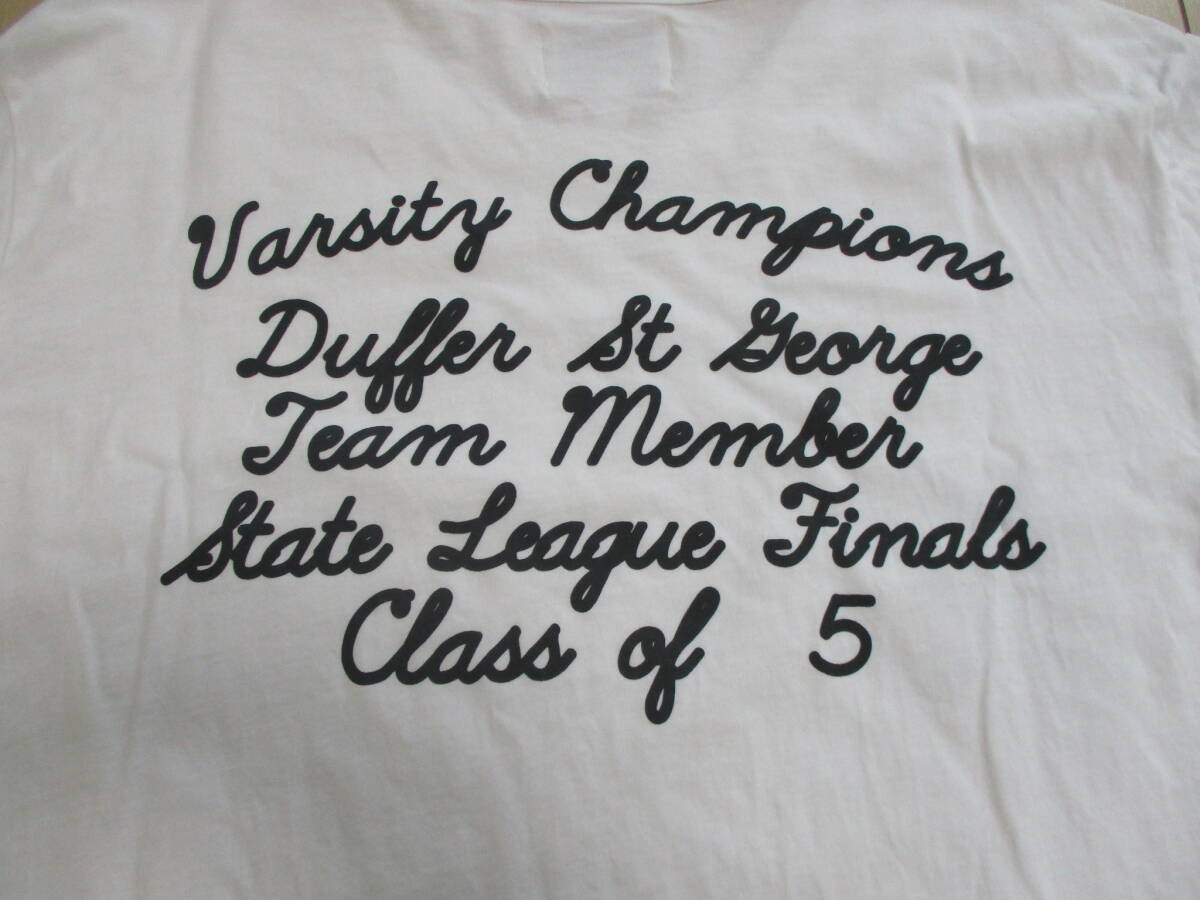 Varsity Champions
Duffer St George
Team Member
State League Finals
Class of 5